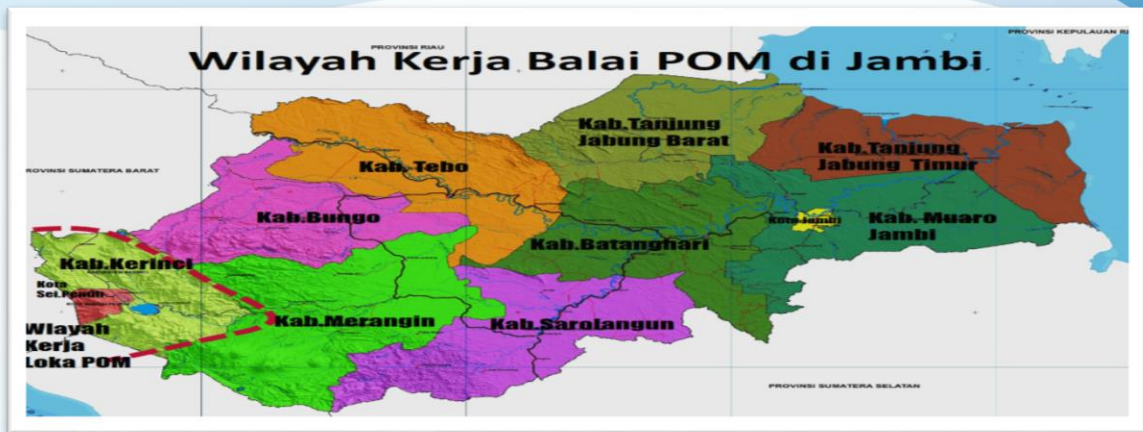 PROVINSI RIAU
PROVINSI KEPULAUAN RI
Wilayah Kerja Balai POM di Jambi
Kab.Tanjung
Jabung Barat
Kab.Tanjung
Jabung Timur
Kab. Tebo
ROVINSI SUMATERA BARAT
Kab.Bungo
Kota Jambi
Kab. Muaro
Jambi
Kab.Batanghari
Kab.Kerinci
Kota
Sei.Penuh
Kab.Merangin
Kab.Sarolangun
Wlayah
Kerja
Loka POM
PROVINSI SUMATERA SELATAN